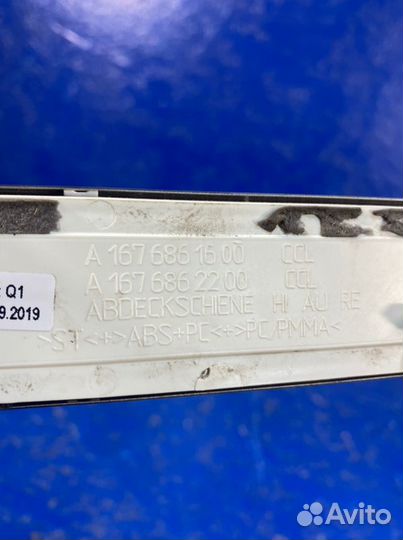 A 167 686 16 00 CCL
A 167 686 22 00 CCL
ABDECKSCHIENE HI AU RE
>ST<+>ABS+PC<+>PC/PMMA<
Q1
9.2019
Avito